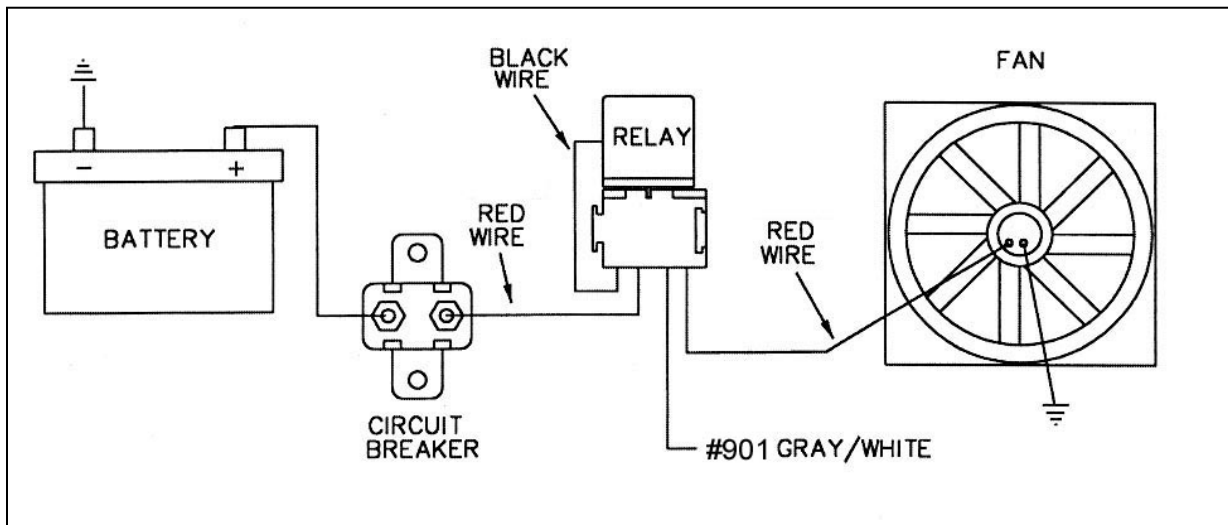 BLACK
WIRE
FAN
RELAY
−
+
BATTERY
RED
WIRE
RED
WIRE
CIRCUIT
BREAKER
#901 GRAY/WHITE